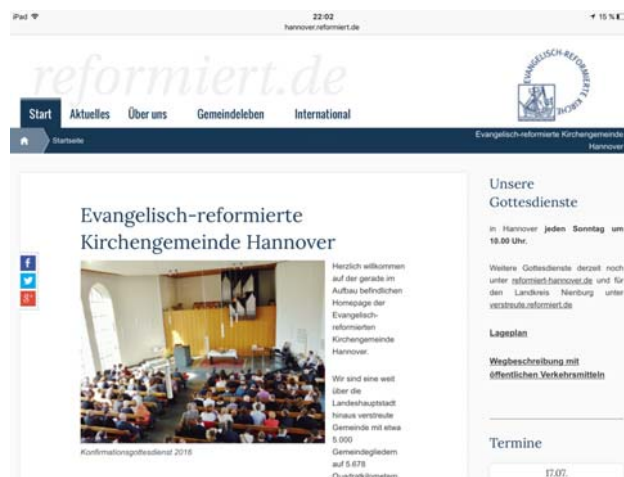 iPad
22:02
15 %
hannover.reformiert.de
reformiert.de
EVANGELISCH-REFORMIERTE KIRCHE
Start Aktuelles Über uns Gemeindeleben International
Startseite
Evangelisch-reformierte Kirchengemeinde
Hannover
Evangelisch-reformierte
Kirchengemeinde Hannover
f
g+
Herzlich willkommen
auf der gerade im
Aufbau befindlichen
Homepage der
Evangelisch-
reformierten
Kirchengemeinde
Hannover.
Wir sind eine weit
über die
Landeshauptstadt
hinaus verstreute
Gemeinde mit etwa
5.000
Gemeindegliedern
auf 5.678
Quadratkilometern
Konfirmationsgottesdienst 2016
Unsere
Gottesdienste
in Hannover jeden Sonntag um
10.00 Uhr.
Weitere Gottesdienste derzeit noch
unter reformiert-hannover.de und für
den Landkreis Nienburg unter
verstreute.reformiert.de
Lageplan
Wegbeschreibung mit
öffentlichen Verkehrsmitteln
Termine
17.07.